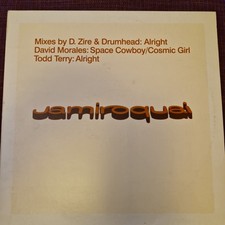 Mixes by D. Zire & Drumhead: Alright
David Morales: Space Cowboy/Cosmic Girl
Todd Terry: Alright
jamiroquai